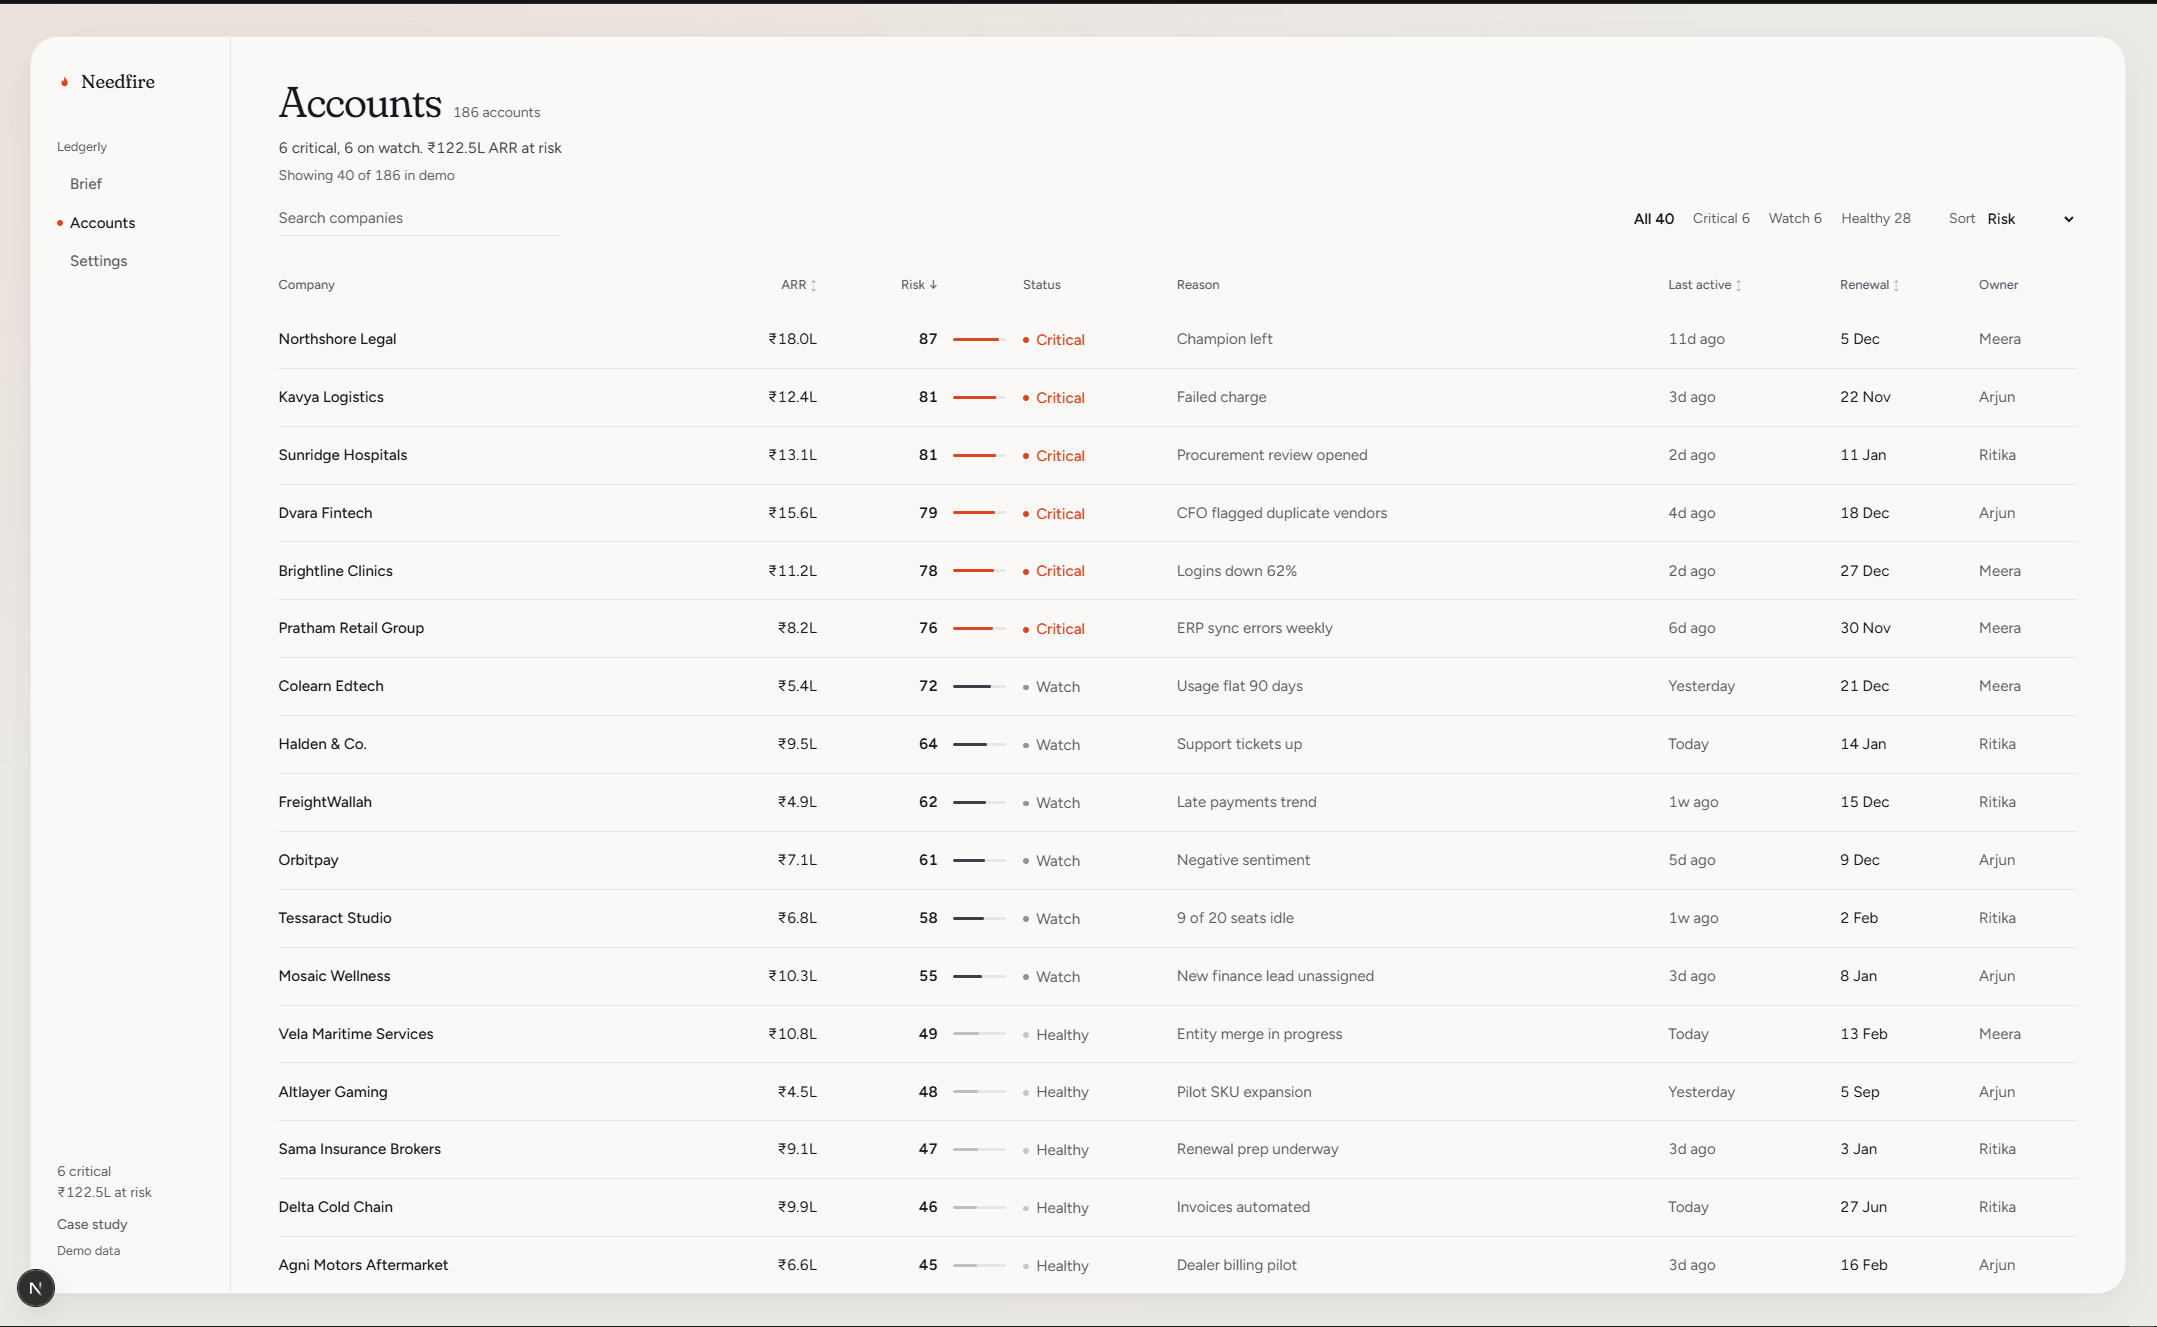 Needfire
Ledgerly
Brief
Accounts
Settings
6 critical
₹122.5L at risk
Case study
Demo data
N
Accounts 186 accounts
6 critical, 6 on watch. ₹122.5L ARR at risk
Showing 40 of 186 in demo
Search companies
All 40 Critical 6 Watch 6 Healthy 28 Sort Risk
Company ARR Risk Status Reason Last active Renewal Owner
Northshore Legal ₹18.0L 87 Critical Champion left 11d ago 5 Dec Meera
Kavya Logistics ₹12.4L 81 Critical Failed charge 3d ago 22 Nov Arjun
Sunridge Hospitals ₹13.1L 81 Critical Procurement review opened 2d ago 11 Jan Ritika
Dvara Fintech ₹15.6L 79 Critical CFO flagged duplicate vendors 4d ago 18 Dec Arjun
Brightline Clinics ₹11.2L 78 Critical Logins down 62% 2d ago 27 Dec Meera
Pratham Retail Group ₹8.2L 76 Critical ERP sync errors weekly 6d ago 30 Nov Meera
Colearn Edtech ₹5.4L 72 Watch Usage flat 90 days Yesterday 21 Dec Meera
Halden & Co. ₹9.5L 64 Watch Support tickets up Today 14 Jan Ritika
FreightWallah ₹4.9L 62 Watch Late payments trend 1w ago 15 Dec Ritika
Orbitpay ₹7.1L 61 Watch Negative sentiment 5d ago 9 Dec Arjun
Tessaract Studio ₹6.8L 58 Watch 9 of 20 seats idle 1w ago 2 Feb Ritika
Mosaic Wellness ₹10.3L 55 Watch New finance lead unassigned 3d ago 8 Jan Arjun
Vela Maritime Services ₹10.8L 49 Healthy Entity merge in progress Today 13 Feb Meera
Altlayer Gaming ₹4.5L 48 Healthy Pilot SKU expansion Yesterday 5 Sep Arjun
Sama Insurance Brokers ₹9.1L 47 Healthy Renewal prep underway 3d ago 3 Jan Ritika
Delta Cold Chain ₹9.9L 46 Healthy Invoices automated Today 27 Jun Ritika
Agni Motors Aftermarket ₹6.6L 45 Healthy Dealer billing pilot 3d ago 16 Feb Arjun